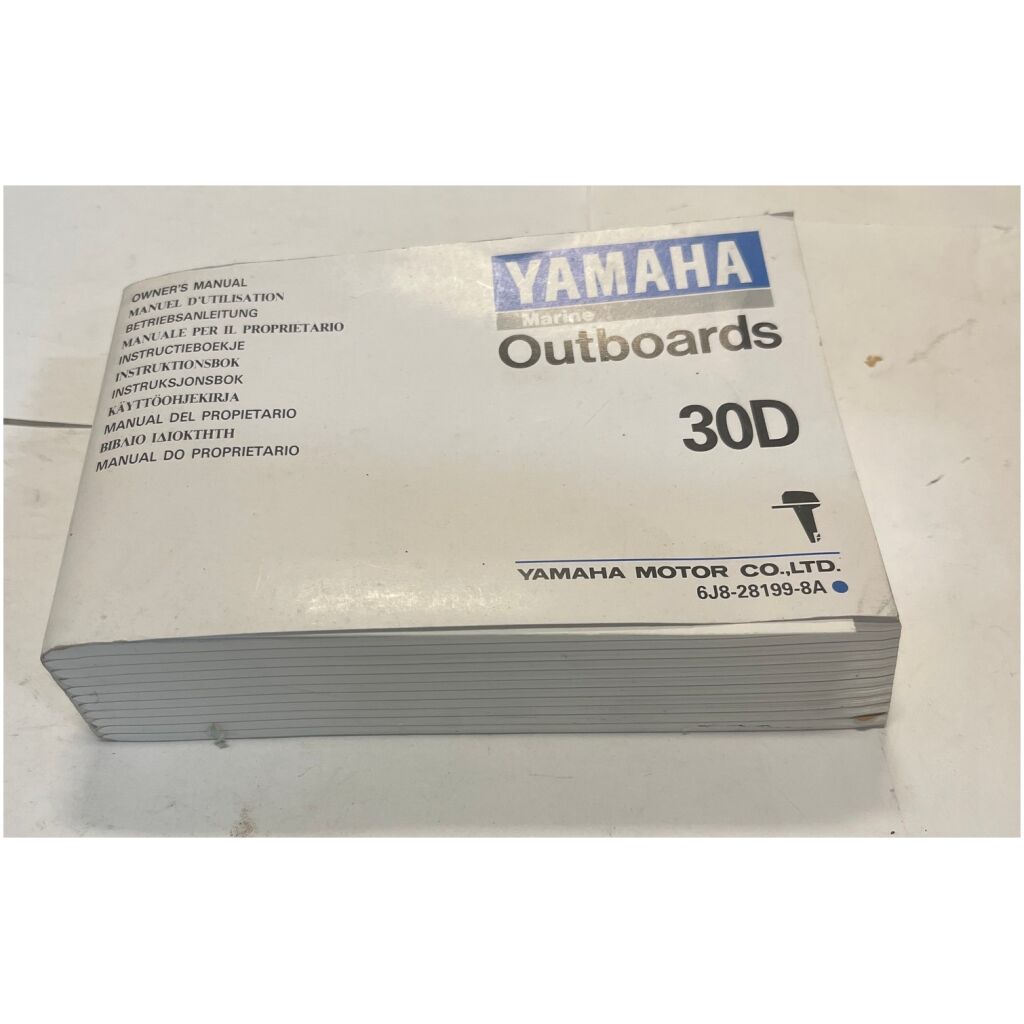 OWNER'S MANUAL
MANUEL D'UTILISATION
BETRIEBSANLEITUNG
MANUALE PER IL PROPRIETARIO
INSTRUCTIEBOEKJE
INSTRUKTIONSBOK
INSTRUKSJONSBOK
KÄYTTÖOHJEKIRJA
MANUAL DEL PROPIETARIO
ΒΙΒΛΙΟ ΙΔΙΟΚΤΗΤΗ
MANUAL DO PROPRIETARIO
YAMAHA
Marine
Outboards
30D
YAMAHA MOTOR CO.,LTD.
6J8-28199-8A